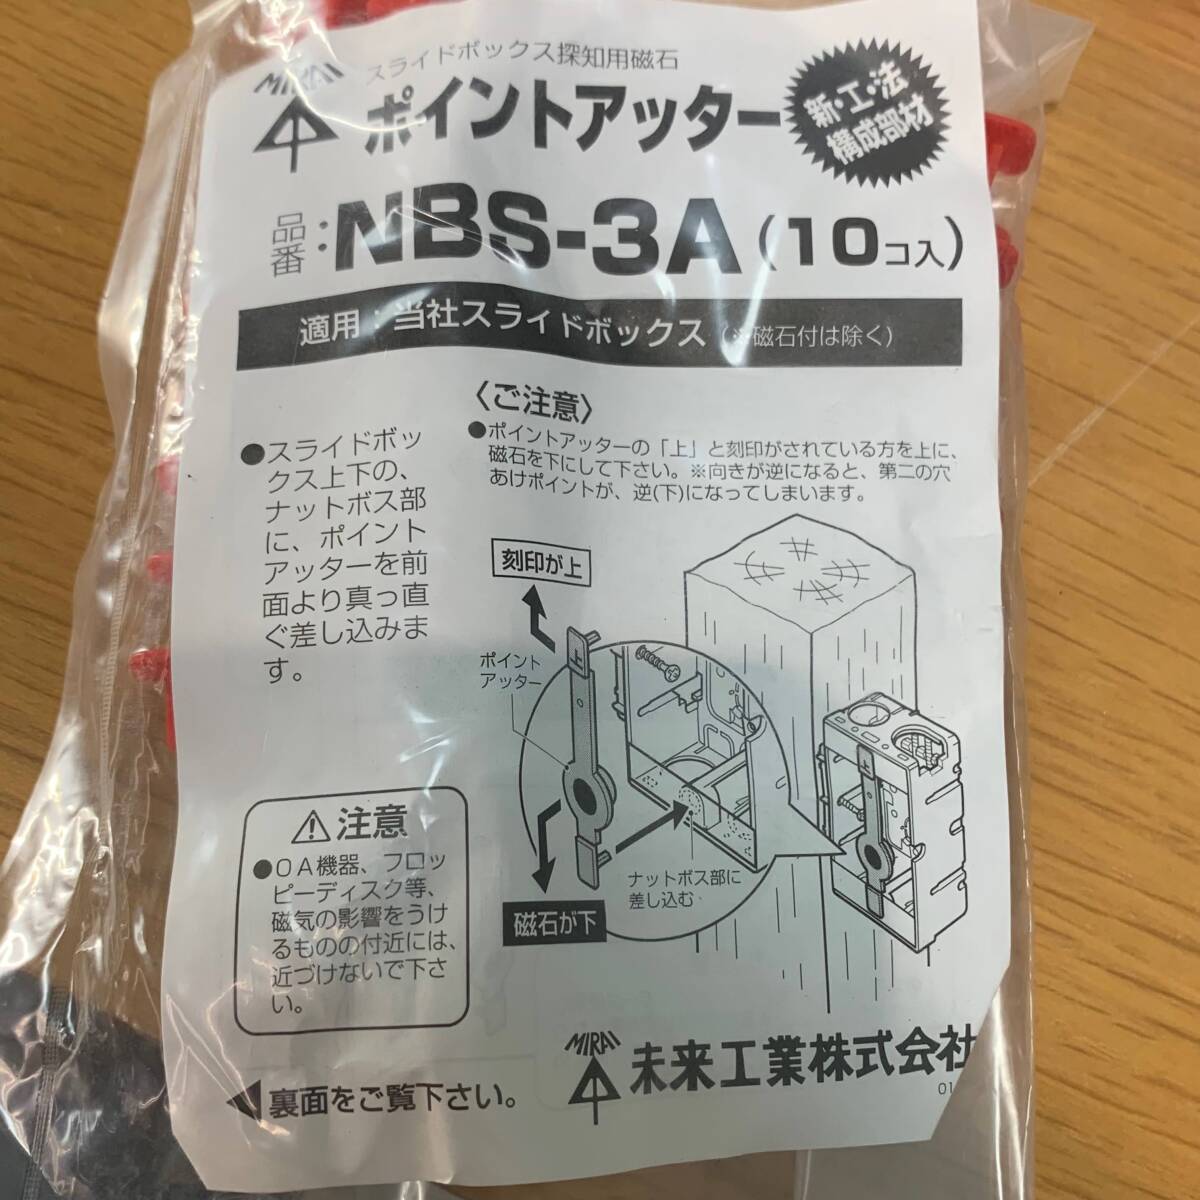 スライドボックス探知用磁石
MIRAI
ポイントアッター
新・工・法
構成部材
品番:NBS-3A(10コ入)
適用:当社スライドボックス(※磁石付は除く)
〈ご注意〉
●ポイントアッターの「上」と刻印がされている方を上に、
磁石を下にして下さい。※向きが逆になると、第二の穴
あけポイントが、逆(下)になってしまいます。
●スライドボッ
クス上下の、
ナットボス部
に、ポイント
アッターを前
面より真っ直
ぐ差し込みま
す。
刻印が上
上
ポイント
アッター
上
ナットボス部に
差し込む
磁石が下
注意
●OA機器、フロッ
ピーディスク等、
磁気の影響をうけ
るものの付近には、
近づけないで下さ
い。
MIRAI
未来工業株式会社
01
◀裏面をご覧下さい。